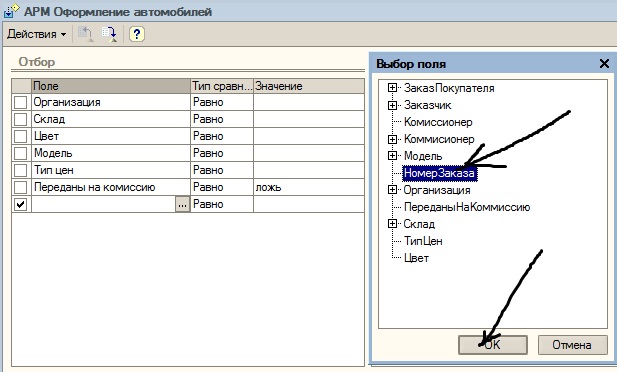 АРМ Оформление автомобилей
Действия
Отбор
Поле Тип сравн... Значение
Организация Равно
Склад Равно
Цвет Равно
Модель Равно
Тип цен Равно
Переданы на комиссию Равно ложь
... Равно
Выбор поля
ЗаказПокупателя
Заказчик
Комиссионер
Коммисионер
Модель
НомерЗаказа
Организация
ПереданыНаКоммиссию
Склад
ТипЦен
Цвет
OK Отмена